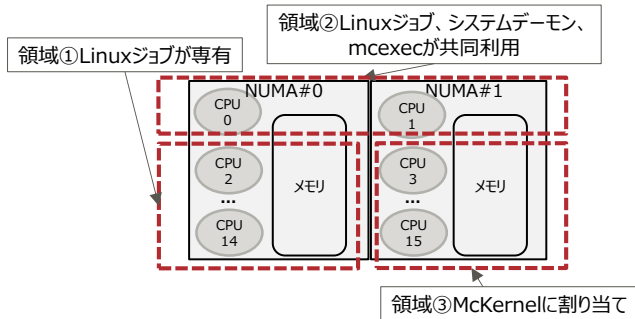 領域②Linuxジョブ、システムデーモン、
mcexecが共同利用
領域①Linuxジョブが専有
NUMA#0
NUMA#1
CPU
0
CPU
1
CPU
2
メモリ
CPU
3
メモリ
...
...
CPU
14
CPU
15
領域③McKernelに割り当て